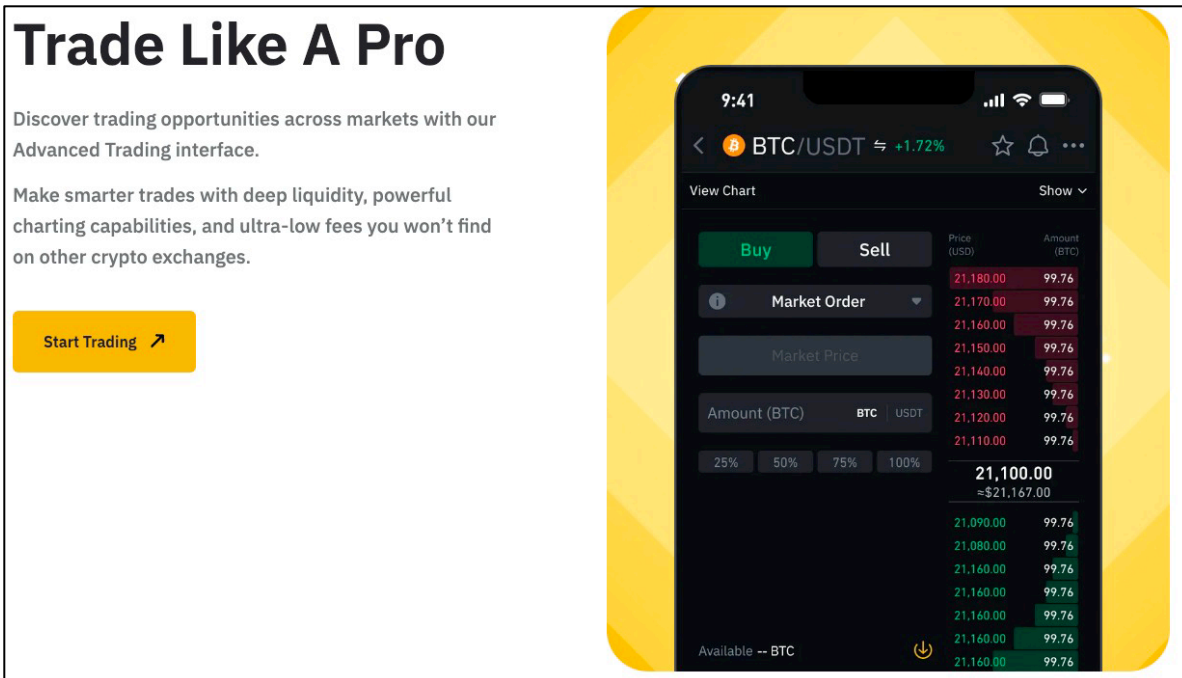 Trade Like A Pro
Discover trading opportunities across markets with our
Advanced Trading interface.
Make smarter trades with deep liquidity, powerful
charting capabilities, and ultra-low fees you won’t find
on other crypto exchanges.
Start Trading
9:41
BTC/USDT +1.72%
View Chart Show
Buy Sell
Market Order
Market Price
Amount (BTC) BTC USDT
25% 50% 75% 100%
Available -- BTC
Price Amount
(USD) (BTC)
21,180.00 99.76
21,170.00 99.76
21,160.00 99.76
21,150.00 99.76
21,140.00 99.76
21,130.00 99.76
21,120.00 99.76
21,110.00 99.76
21,100.00
≈$21,167.00
21,090.00 99.76
21,080.00 99.76
21,160.00 99.76
21,160.00 99.76
21,160.00 99.76
21,160.00 99.76
21,160.00 99.76